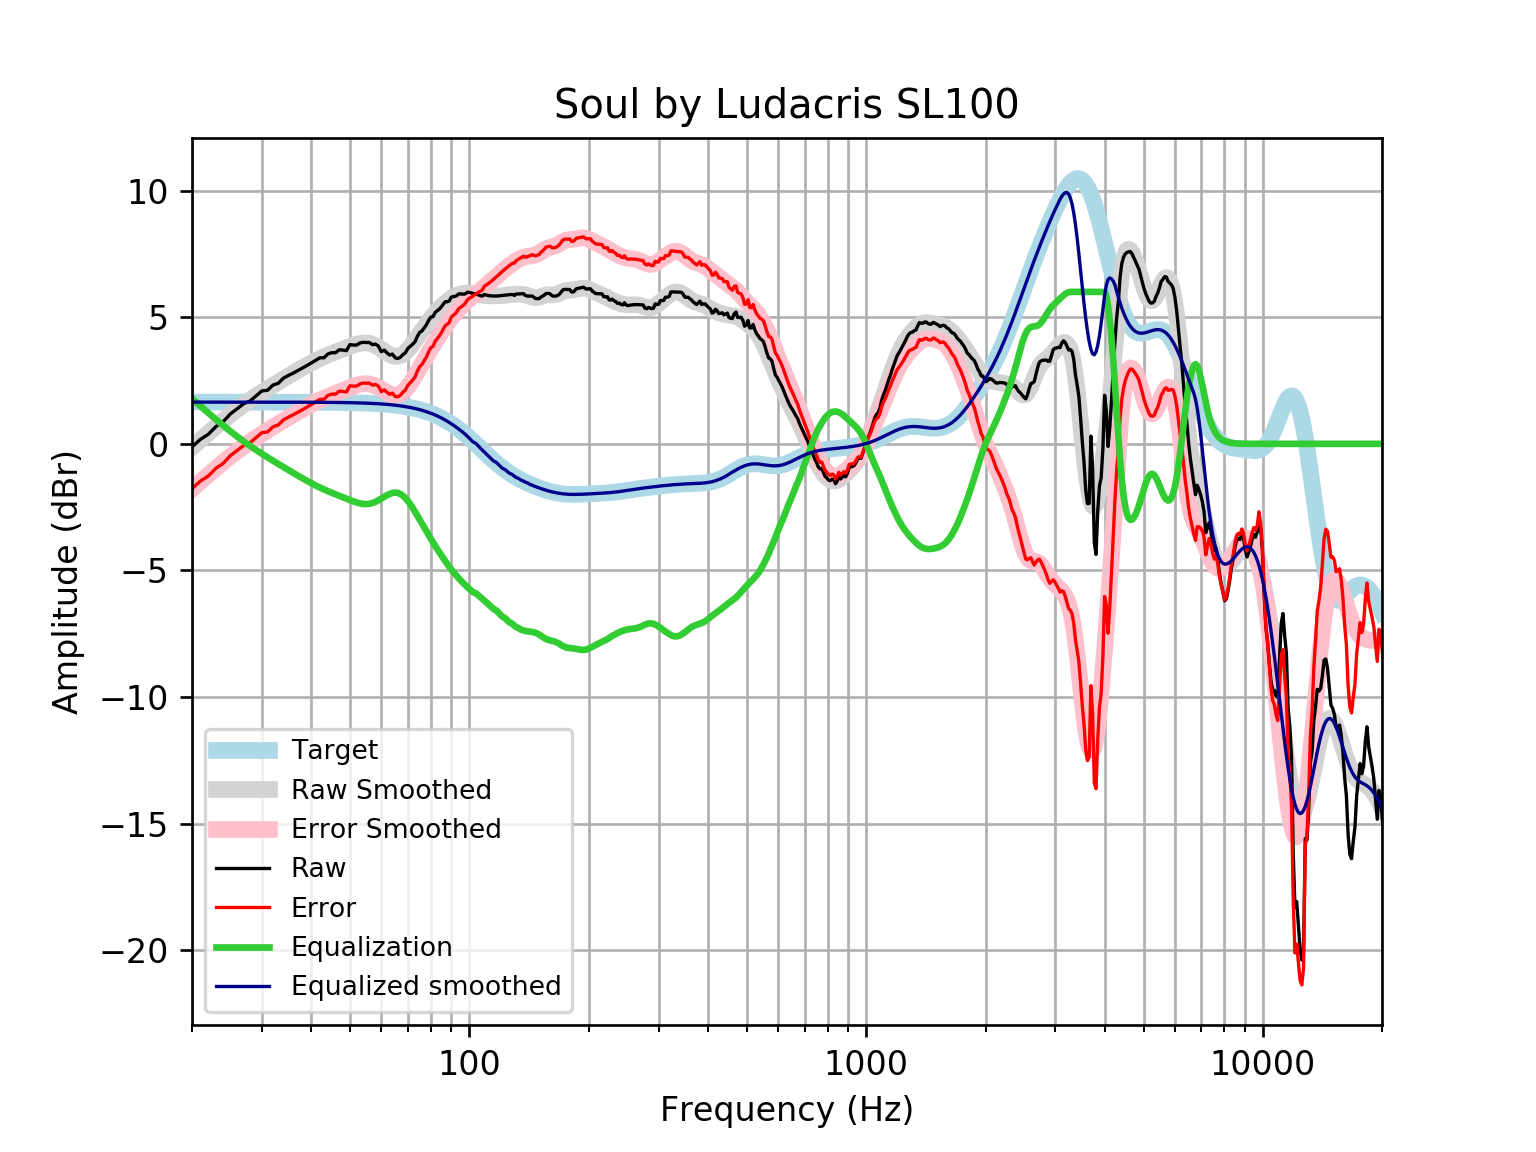 Soul by Ludacris SL100
Amplitude (dBr)
10
5
0
−5
−10
−15
−20
Target
Raw Smoothed
Error Smoothed
Raw
Error
Equalization
Equalized smoothed
100
1000
10000
Frequency (Hz)